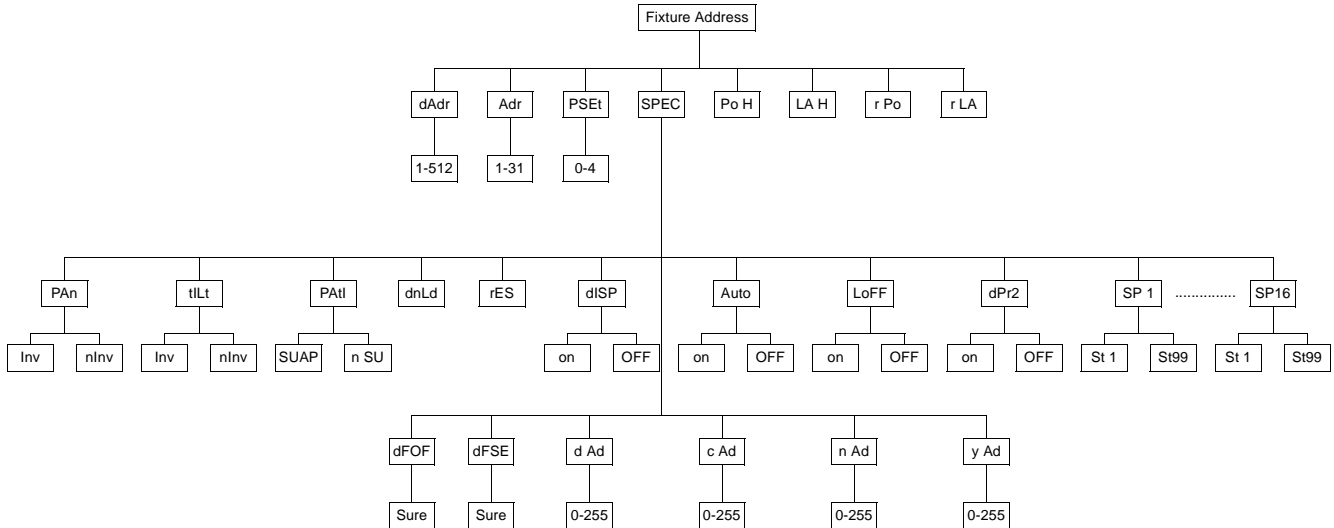 Fixture Address
dAdr Adr PSEt SPEC Po H LA H r Po r LA
1-512 1-31 0-4
PAn tILt PAtI dnLd rES dISP Auto LoFF dPr2 SP 1 ............... SP16
Inv nInv Inv nInv SUAP n SU on OFF on OFF on OFF on OFF St 1 St99 St 1 St99
dFOF dFSE d Ad c Ad n Ad y Ad
Sure Sure 0-255 0-255 0-255 0-255